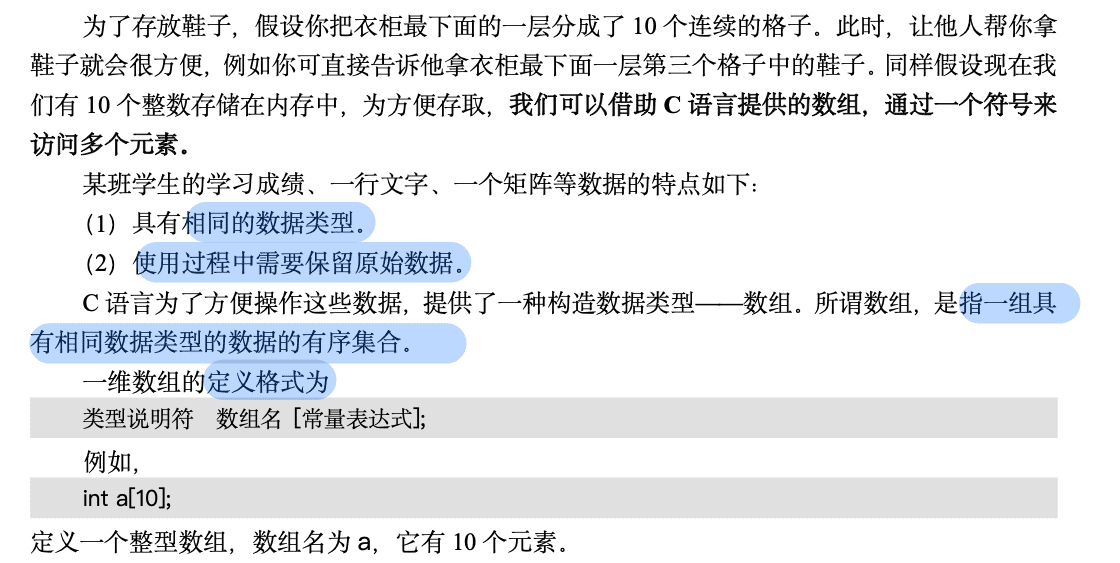 为了存放鞋子，假设你把衣柜最下面的一层分成了 10 个连续的格子。此时，让他人帮你拿
鞋子就会很方便，例如你可直接告诉他拿衣柜最下面一层第三个格子中的鞋子。同样假设现在我
们有 10 个整数存储在内存中，为方便存取，我们可以借助 C 语言提供的数组，通过一个符号来
访问多个元素。
某班学生的学习成绩、一行文字、一个矩阵等数据的特点如下：
（1）具有相同的数据类型。
（2）使用过程中需要保留原始数据。
C 语言为了方便操作这些数据，提供了一种构造数据类型——数组。所谓数组，是指一组具
有相同数据类型的数据的有序集合。
一维数组的定义格式为
类型说明符　数组名 [常量表达式];
例如，
int a[10];
定义一个整型数组，数组名为 a，它有 10 个元素．